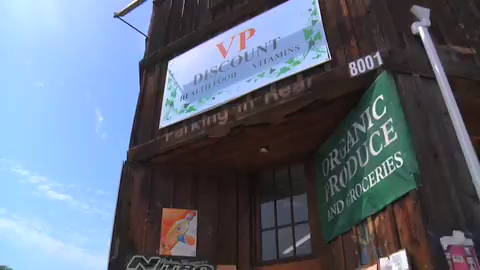 VP
DISCOUNT
HEALTH FOOD VITAMINS
8001
Parking in Rear
ORGANIC
PRODUCE
AND GROCERIES
NITRO